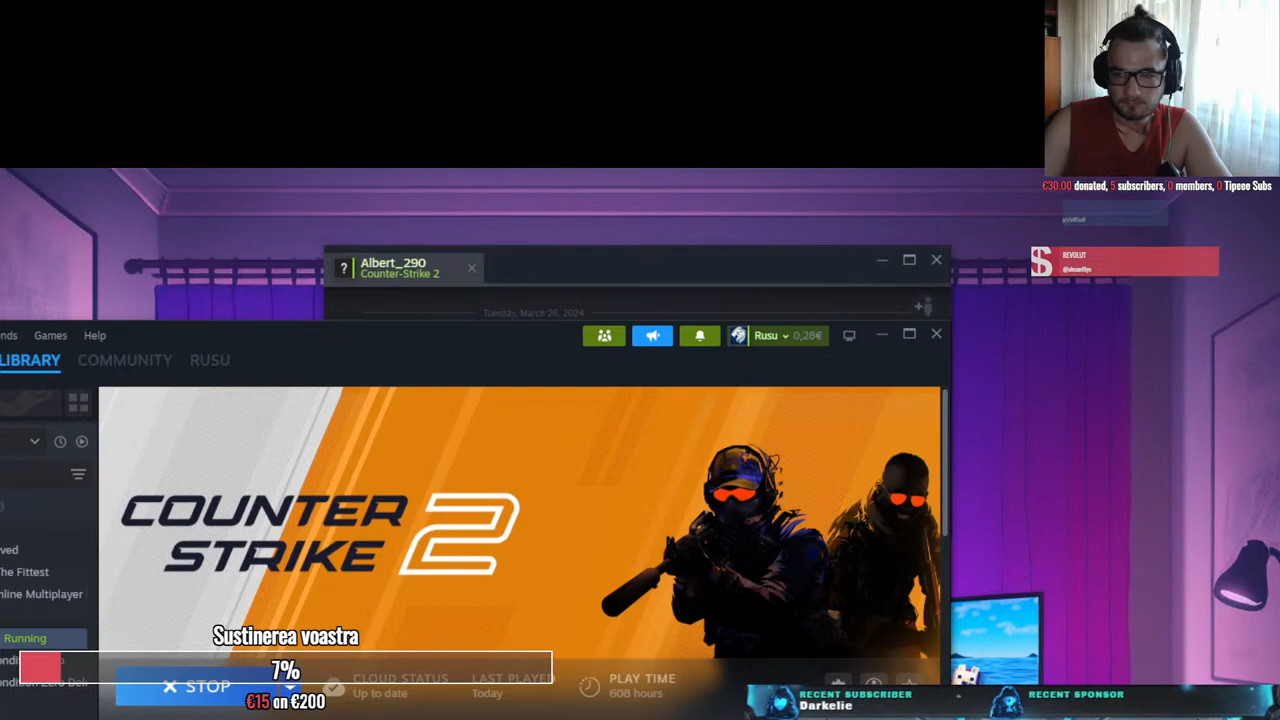 €30.00 donated, 5 subscribers, 0 members, 0 Tipeee Subs
REVOLUT
Albert_290
Counter-Strike 2
Tuesday, March 26, 2024
nds Games Help
Rusu 0,28€
LIBRARY COMMUNITY RUSU
COUNTER
STRIKE 2
ved
he Fittest
nline Multiplayer
Running
Sustinerea voastra
7%
€15 on €200
STOP
CLOUD STATUS
Up to date
LAST PLAYED
Today
PLAY TIME
608 hours
RECENT SUBSCRIBER
Darkelie
RECENT SPONSOR